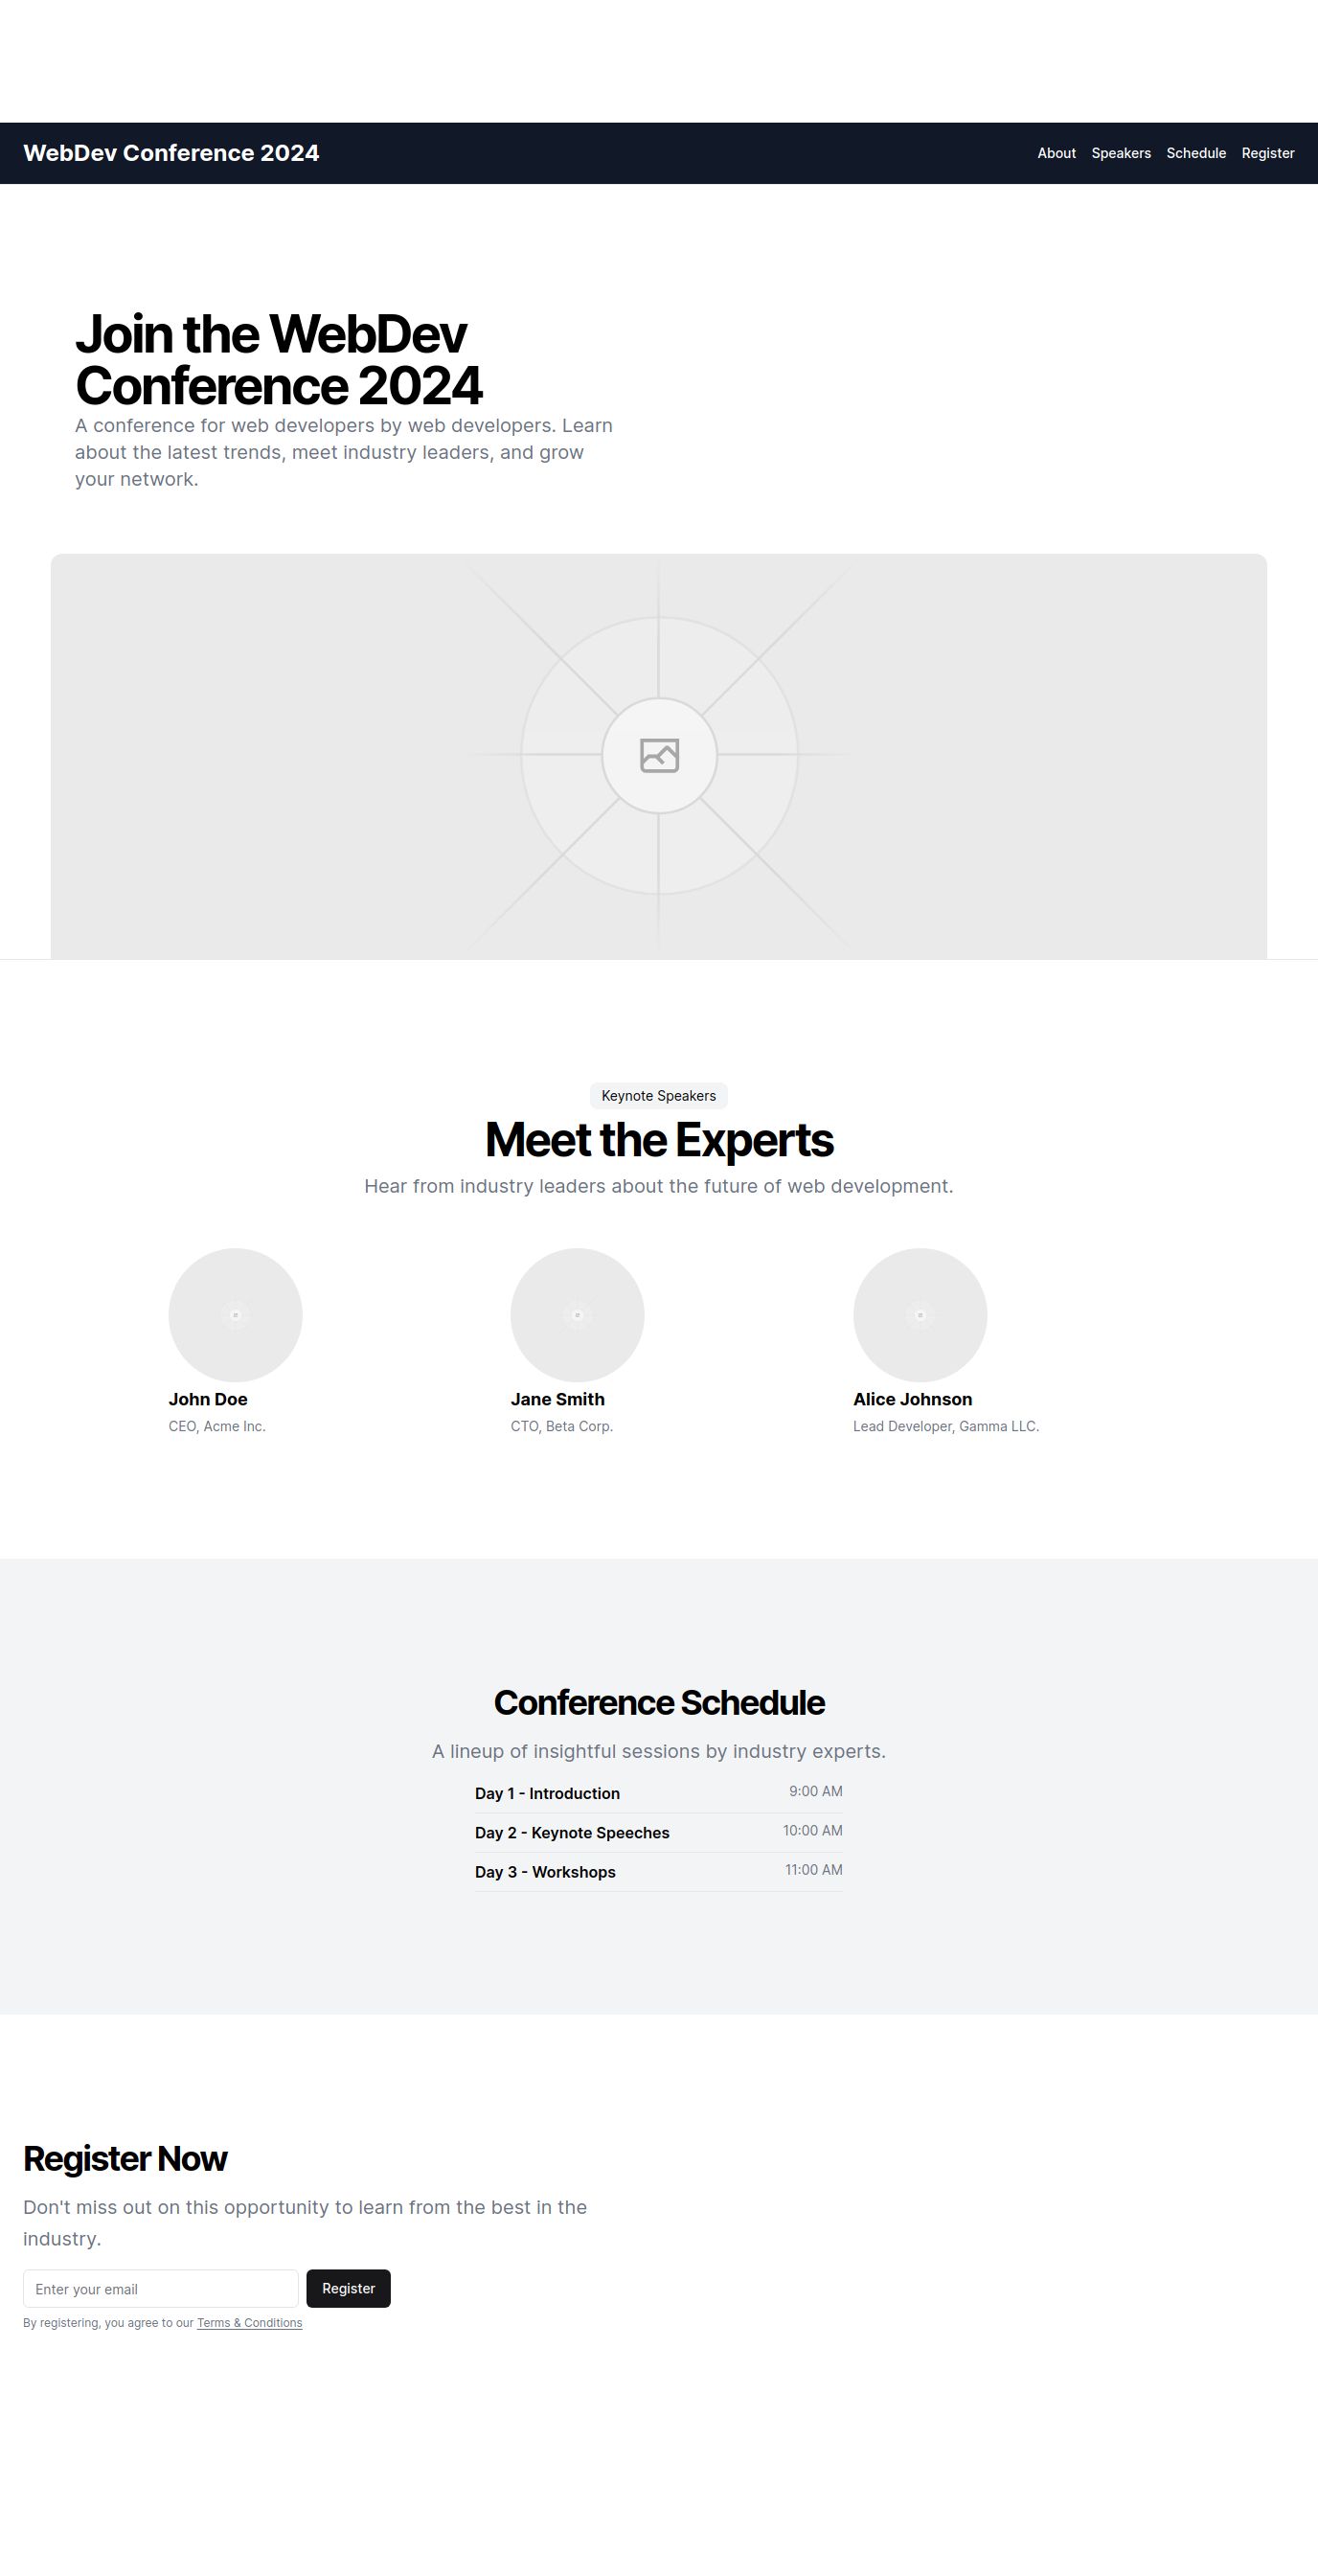 WebDev Conference 2024
About Speakers Schedule Register
Join the WebDev
Conference 2024
A conference for web developers by web developers. Learn
about the latest trends, meet industry leaders, and grow
your network.
Keynote Speakers
Meet the Experts
Hear from industry leaders about the future of web development.
John Doe
CEO, Acme Inc.
Jane Smith
CTO, Beta Corp.
Alice Johnson
Lead Developer, Gamma LLC.
Conference Schedule
A lineup of insightful sessions by industry experts.
Day 1 - Introduction 9:00 AM
Day 2 - Keynote Speeches 10:00 AM
Day 3 - Workshops 11:00 AM
Register Now
Don't miss out on this opportunity to learn from the best in the
industry.
Enter your email Register
By registering, you agree to our Terms & Conditions